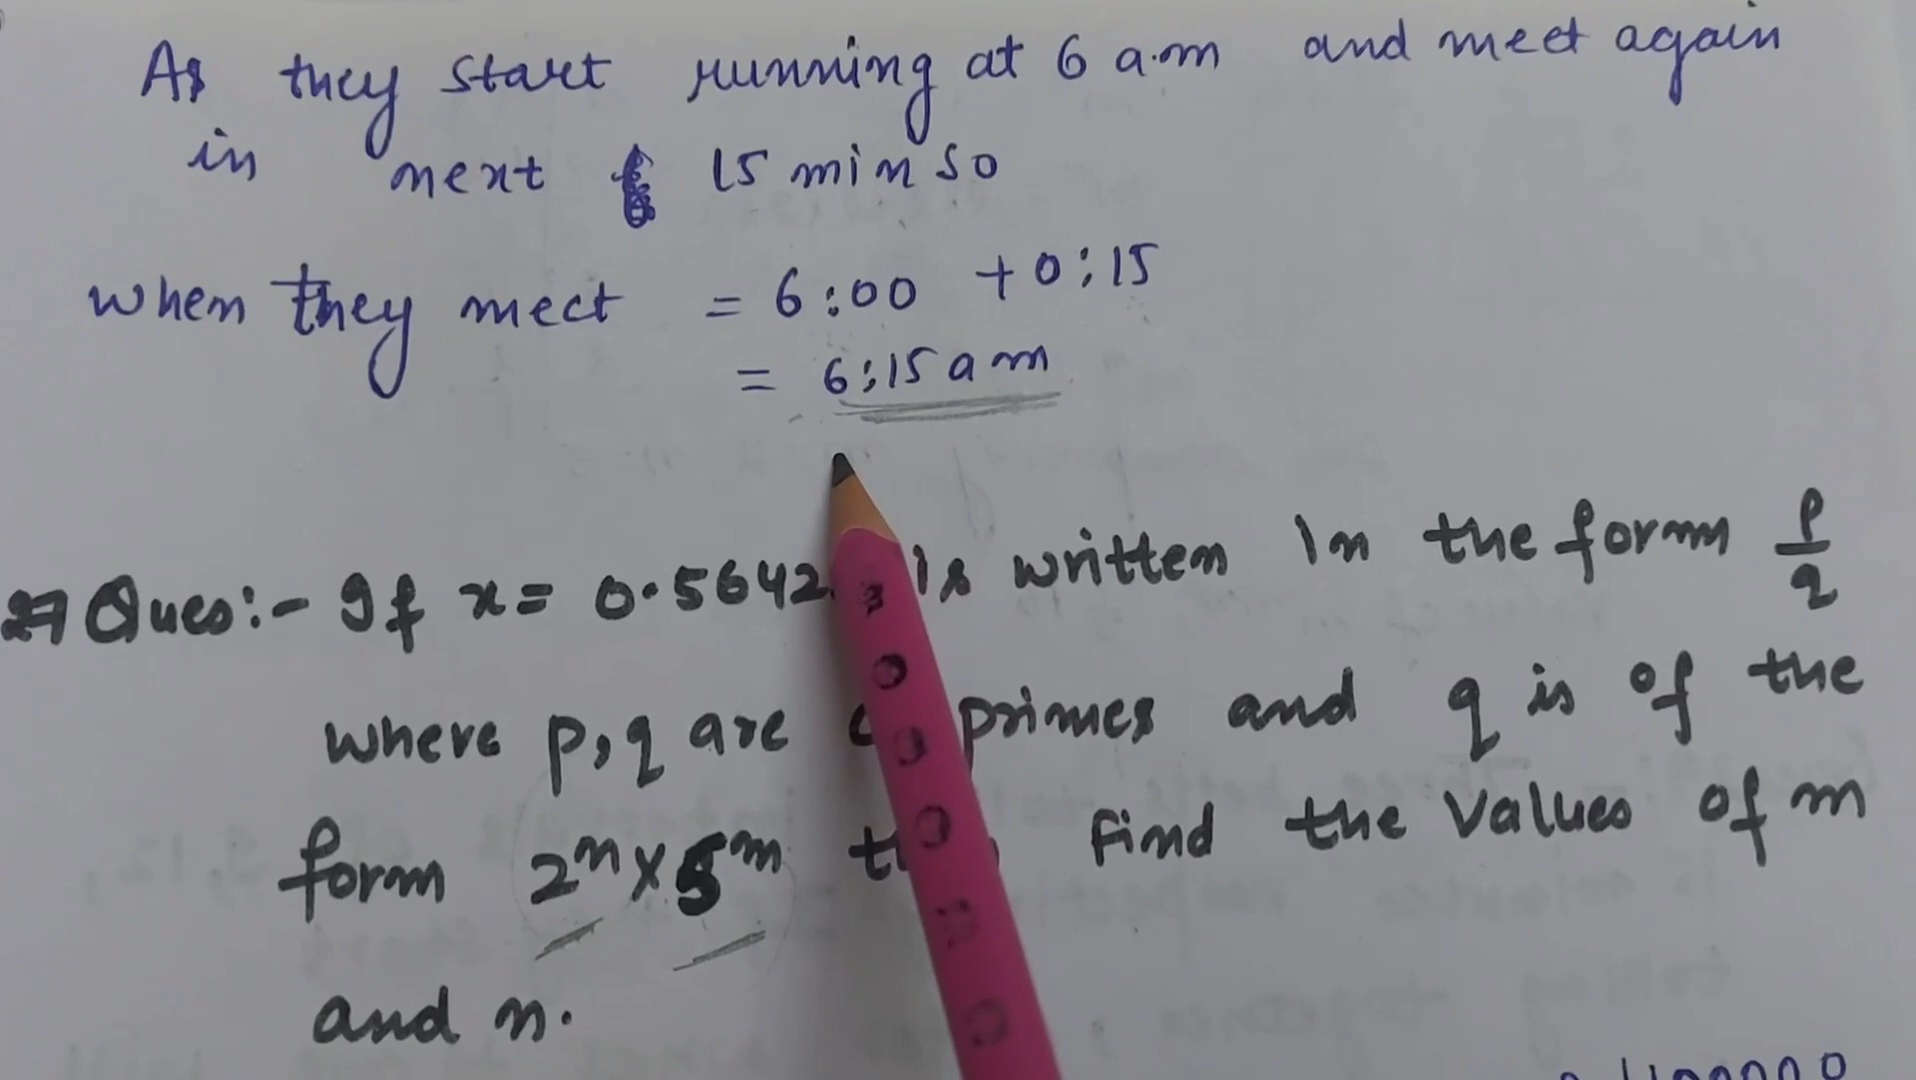 As they start running at 6 a.m and meet again
in next 15 min so
when they meet = 6:00 + 0:15
= 6:15 am
27 Ques:- If x = 0.5642 is written in the form p/q
where p,q are primes and q is of the
form 2ⁿ × 5ᵐ find the values of m
and n.